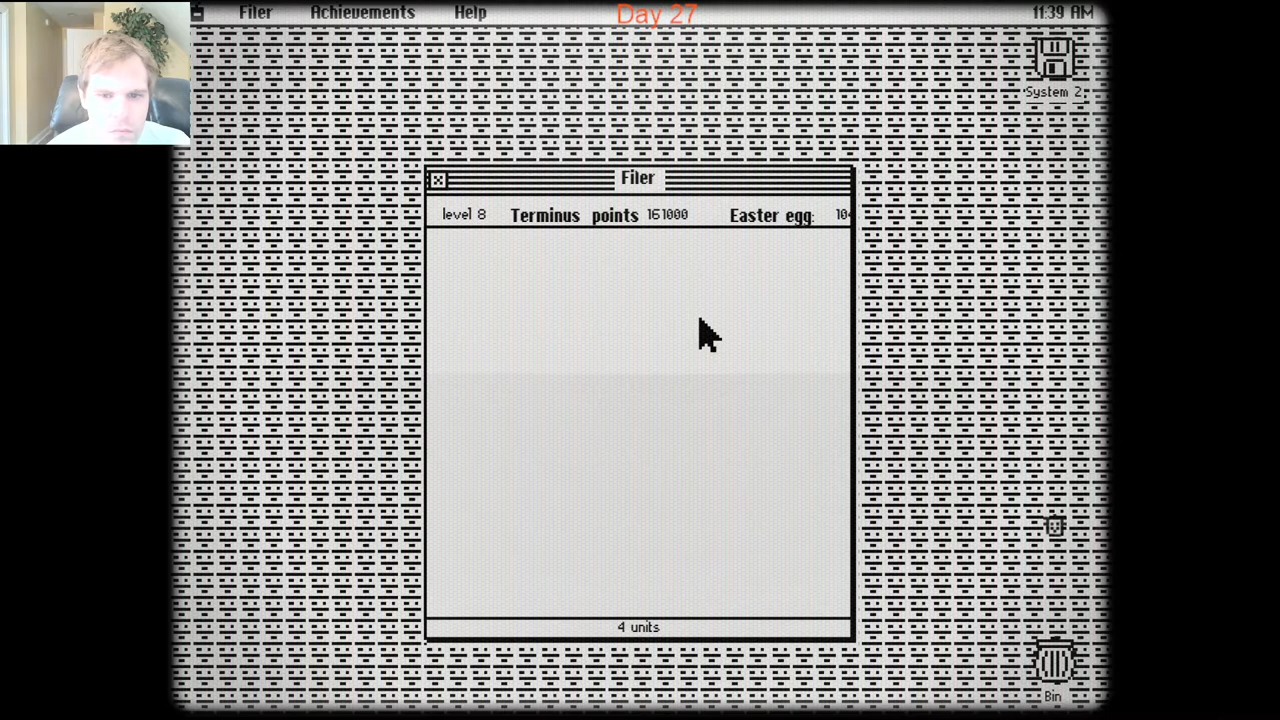 Filer Achievements Help Day 27 11:39 AM
System 2
Filer
level 8 Terminus points 161000 Easter egg: 10
4 units
Bin